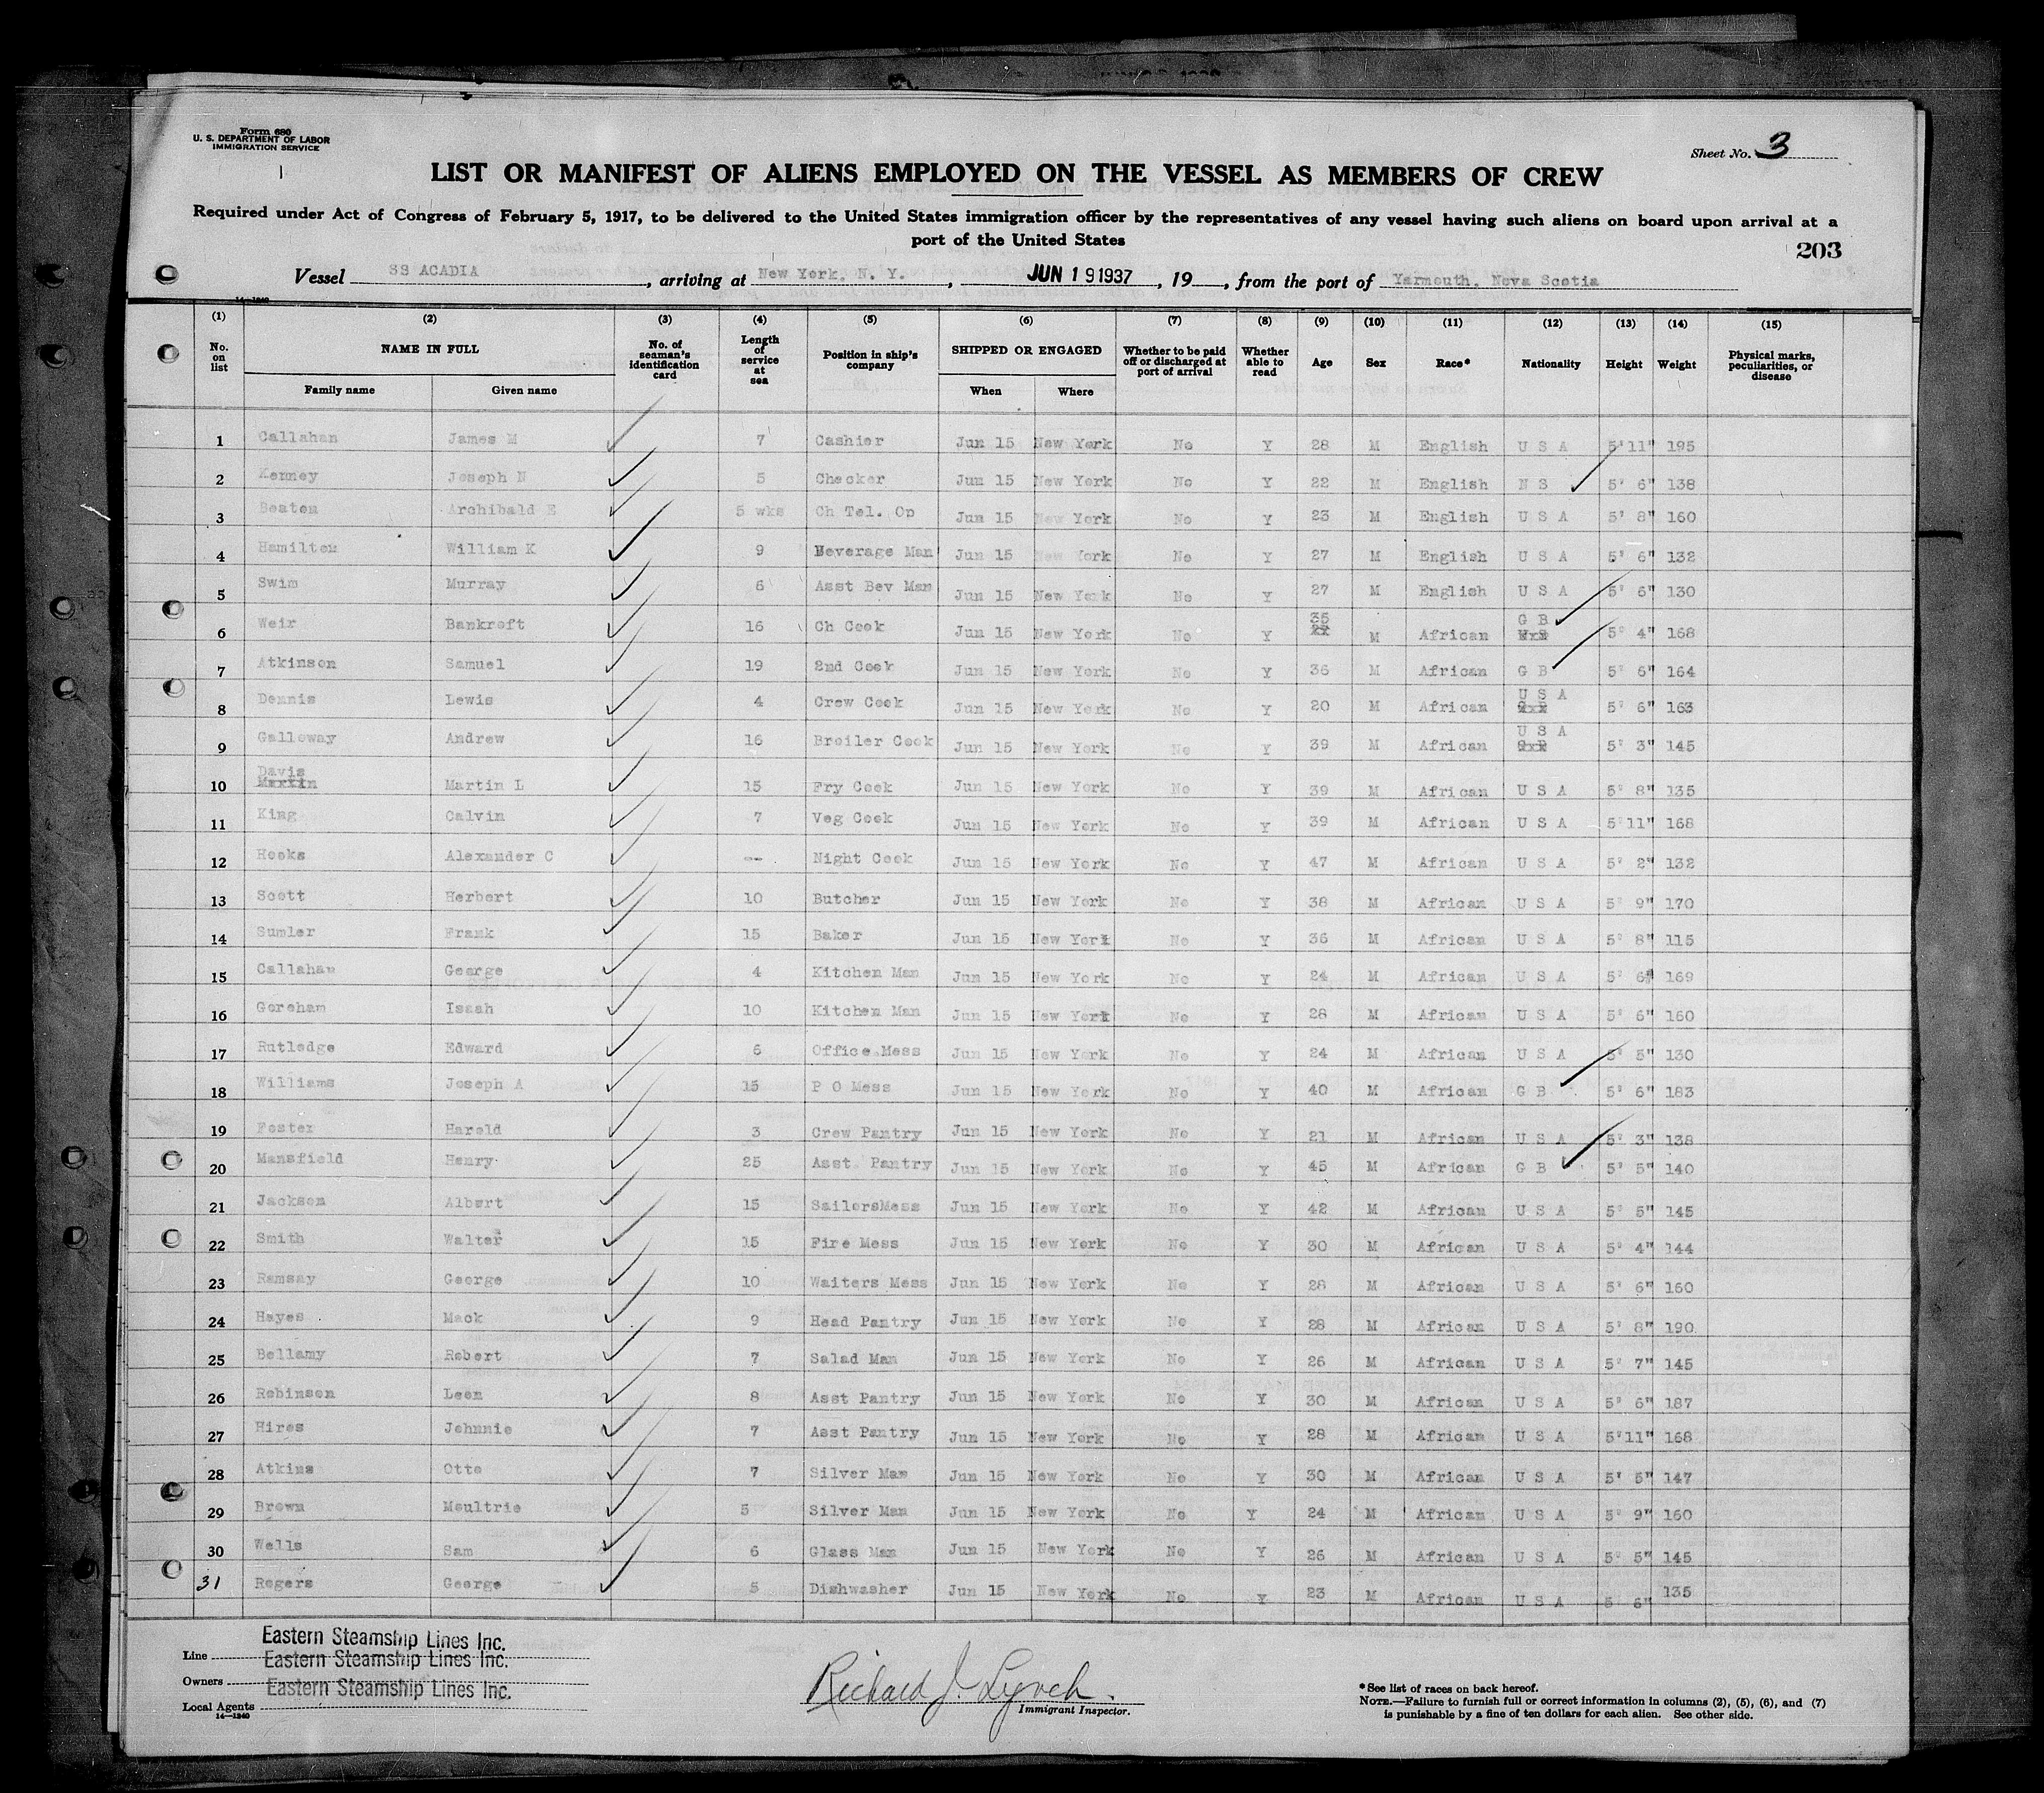 Form 680
U. S. DEPARTMENT OF LABOR
IMMIGRATION SERVICE
Sheet No. 3
LIST OR MANIFEST OF ALIENS EMPLOYED ON THE VESSEL AS MEMBERS OF CREW
Required under Act of Congress of February 5, 1917, to be delivered to the United States immigration officer by the representatives of any vessel having such aliens on board upon arrival at a
port of the United States
203
Vessel SS ACADIA, arriving at New York, N. Y., JUN 19 1937, 19, from the port of Yarmouth, Nova Scotia
14-1240
(1) (2) (3) (4) (5) (6) (7) (8) (9) (10) (11) (12) (13) (14) (15)
No. on list NAME IN FULL Family name Given name No. of seaman's identification card Length of service at sea Position in ship's company SHIPPED OR ENGAGED When Where Whether to be paid off or discharged at port of arrival Whether able to read Age Sex Race* Nationality Height Weight Physical marks, peculiarities, or disease
1 Callahan James M 7 Cashier Jun 15 New York No Y 28 M English U S A 5'11" 195
2 Kenney Joseph N 5 Checker Jun 15 New York No Y 22 M English N S 5' 6" 138
3 Beaton Archibald E 5 wks Ch Tel. Op Jun 15 New York No Y 23 M English U S A 5' 8" 160
4 Hamilton William K 9 Beverage Man Jun 15 New York No Y 27 M English U S A 5' 6" 132
5 Swim Murray 6 Asst Bev Man Jun 15 New York No Y 27 M English U S A 5' 6" 130
6 Weir Bankroft 16 Ch Cook Jun 15 New York No Y 35 M African G B 5' 4" 168
7 Atkinson Samuel 19 2nd Cook Jun 15 New York No Y 36 M African G B 5' 6" 164
8 Dennis Lewis 4 Crew Cook Jun 15 New York No Y 20 M African U S A 5' 6" 163
9 Galloway Andrew 16 Broiler Cook Jun 15 New York No Y 39 M African U S A 5' 3" 145
10 Davis Martin Martin L 15 Fry Cook Jun 15 New York No Y 39 M African U S A 5' 8" 135
11 King Calvin 7 Veg Cook Jun 15 New York No Y 39 M African U S A 5'11" 168
12 Hooks Alexander C -- Night Cook Jun 15 New York No Y 47 M African U S A 5' 2" 132
13 Scott Herbert 10 Butcher Jun 15 New York No Y 38 M African U S A 5' 9" 170
14 Sumler Frank 15 Baker Jun 15 New York No Y 36 M African U S A 5' 8" 115
15 Callahan George 4 Kitchen Man Jun 15 New York No Y 24 M African U S A 5' 6" 169
16 Goreham Isaah 10 Kitchen Man Jun 15 New York No Y 28 M African U S A 5' 6" 160
17 Rutledge Edward 6 Office Mess Jun 15 New York No Y 24 M African U S A 5' 5" 130
18 Williams Joseph A 15 P O Mess Jun 15 New York No Y 40 M African G B 5' 6" 183
19 Foster Harold 3 Crew Pantry Jun 15 New York No Y 21 M African U S A 5' 3" 138
20 Mansfield Henry 25 Asst Pantry Jun 15 New York No Y 45 M African G B 5' 5" 140
21 Jackson Albert 15 SailorsMess Jun 15 New York No Y 42 M African U S A 5' 5" 145
22 Smith Walter 15 Fire Mess Jun 15 New York No Y 30 M African U S A 5' 4" 144
23 Ramsay George 10 Waiters Mess Jun 15 New York No Y 28 M African U S A 5' 6" 160
24 Hayes Mack 9 Head Pantry Jun 15 New York No Y 28 M African U S A 5' 8" 190
25 Bellamy Robert 7 Salad Man Jun 15 New York No Y 26 M African U S A 5' 7" 145
26 Robinson Leon 8 Asst Pantry Jun 15 New York No Y 30 M African U S A 5' 6" 187
27 Hires Johnnie 7 Asst Pantry Jun 15 New York No Y 28 M African U S A 5'11" 168
28 Atkins Otto 7 Silver Man Jun 15 New York No Y 30 M African U S A 5' 5" 147
29 Brown Moultrie 5 Silver Man Jun 15 New York No Y 24 M African U S A 5' 9" 160
30 Wells Sam 6 Glass Man Jun 15 New York No Y 26 M African U S A 5' 5" 145
31 Rogers George 5 Dishwasher Jun 15 New York No Y 23 M African U S A 5' 6" 135
Line Eastern Steamship Lines Inc.
Owners Eastern Steamship Lines Inc.
Local Agents Eastern Steamship Lines Inc.
14-1240
Richard J. Lynch.
Immigrant Inspector.
*See list of races on back hereof.
NOTE.—Failure to furnish full or correct information in columns (2), (5), (6), and (7)
is punishable by a fine of ten dollars for each alien. See other side.